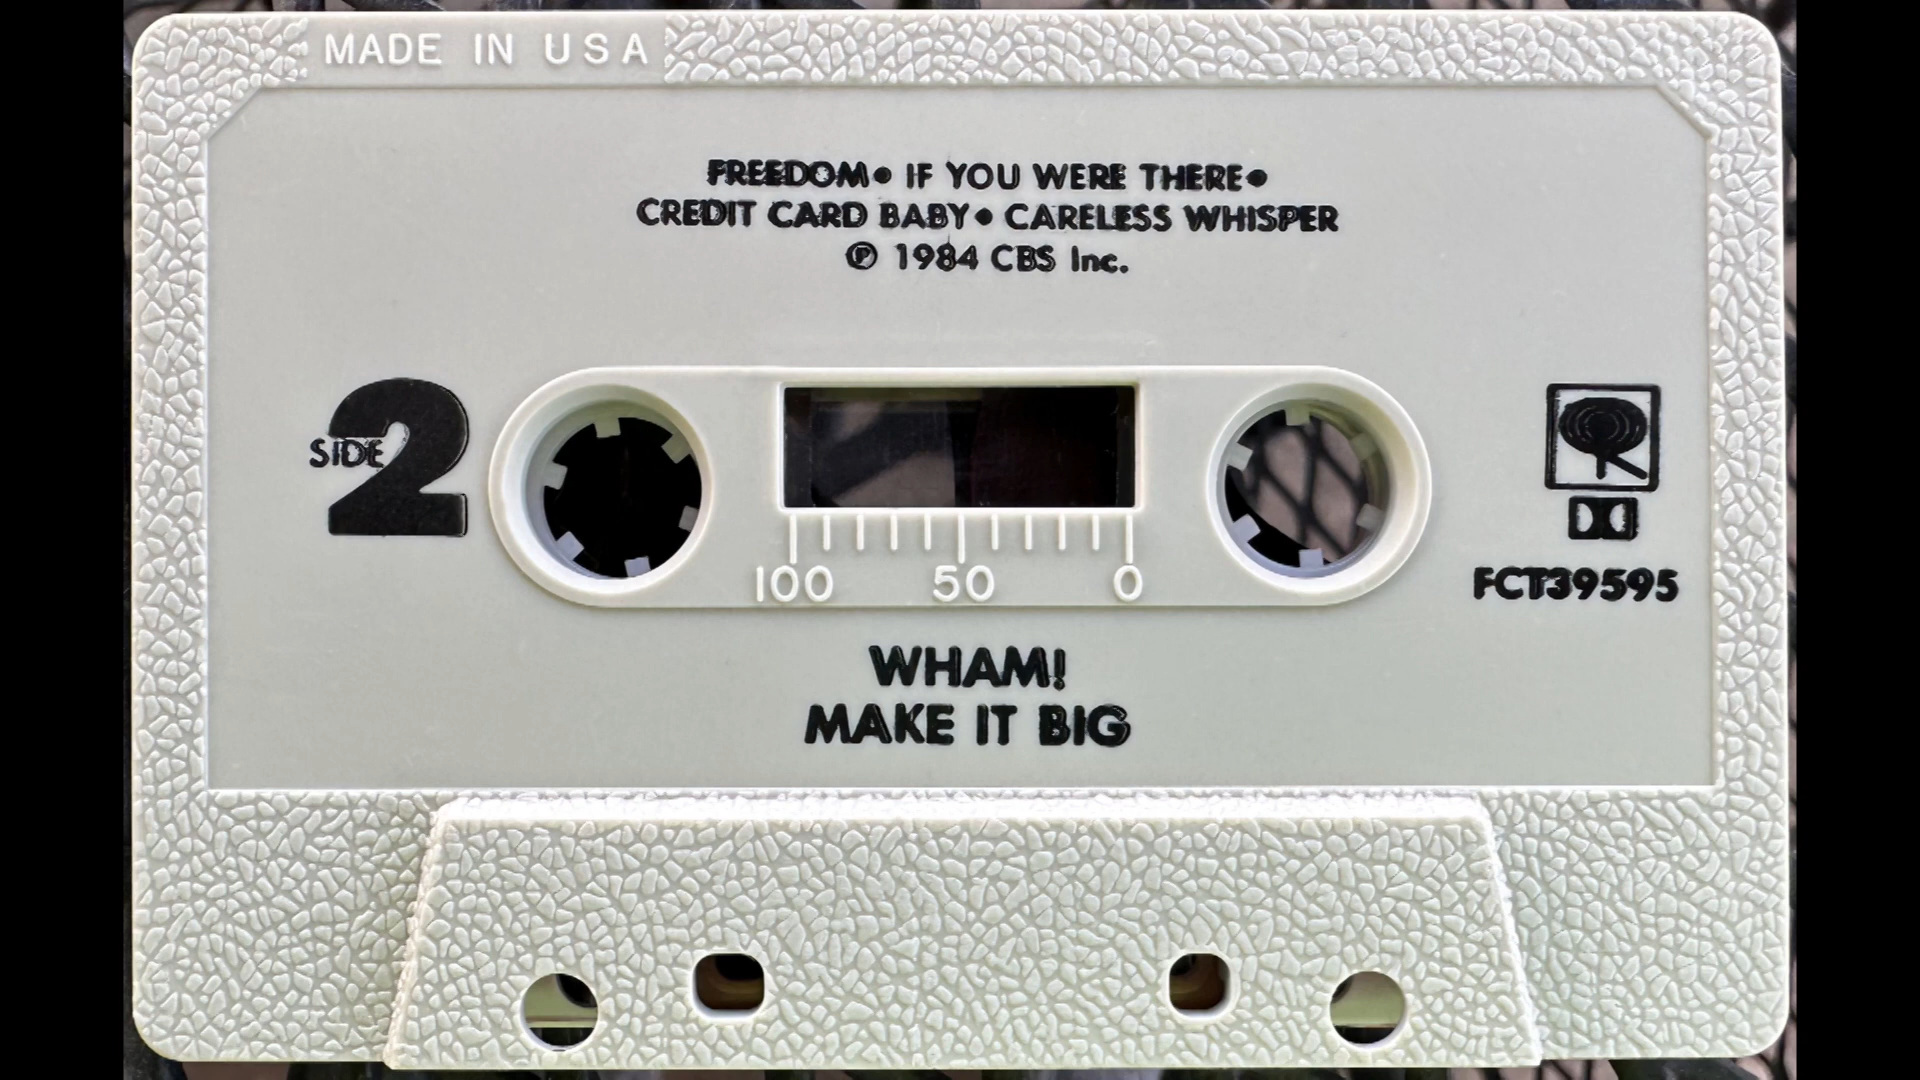 MADE IN USA
FREEDOM• IF YOU WERE THERE•
CREDIT CARD BABY• CARELESS WHISPER
℗ 1984 CBS Inc.
SIDE 2
100 50 0
FCT39595
WHAM!
MAKE IT BIG